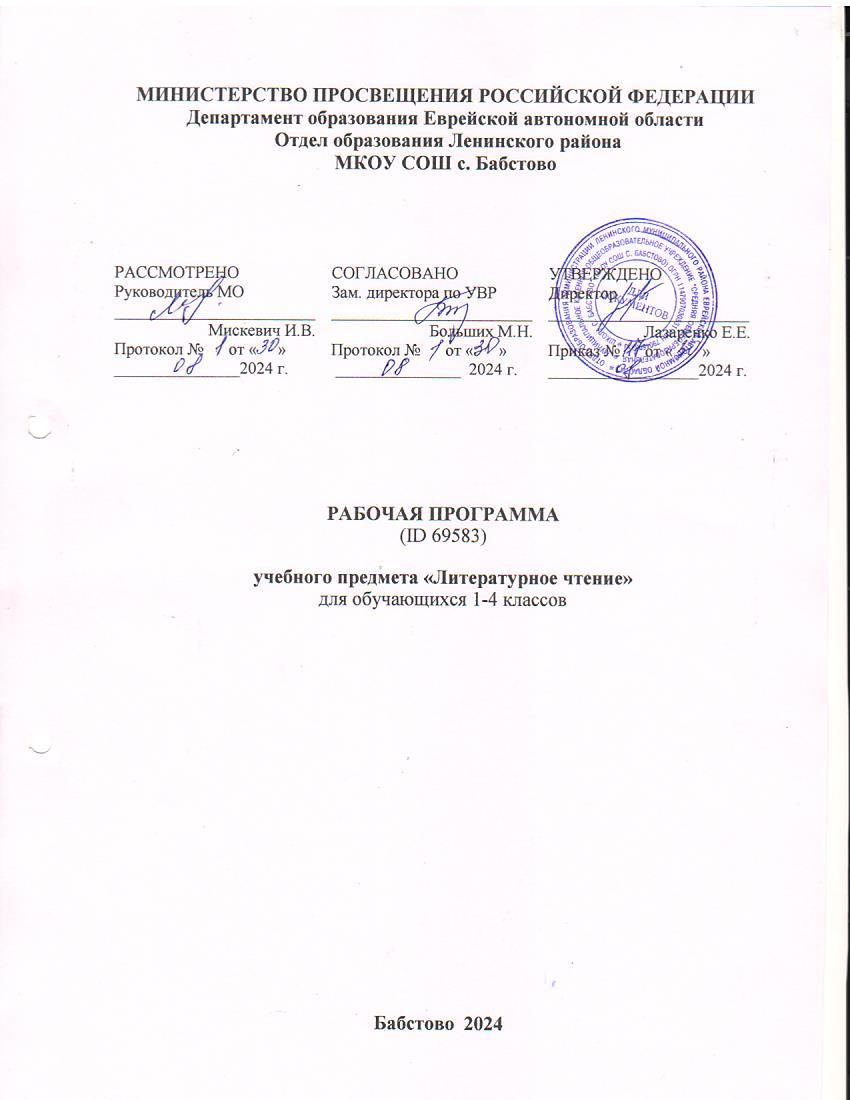 МИНИСТЕРСТВО ПРОСВЕЩЕНИЯ РОССИЙСКОЙ ФЕДЕРАЦИИ
Департамент образования Еврейской автономной области
Отдел образования Ленинского района
МКОУ СОШ с. Бабстово
РАССМОТРЕНО
Руководитель МО
Мискевич И.В.
Протокол № 1 от «30»
08 2024 г.
СОГЛАСОВАНО
Зам. директора по УВР
Больших М.Н.
Протокол № 1 от «30»
08 2024 г.
УТВЕРЖДЕНО
Директор
Лазаренко Е.Е.
Приказ № от « »
2024 г.
ДЛЯ
ДОКУМЕНТОВ
РАБОЧАЯ ПРОГРАММА
(ID 69583)
учебного предмета «Литературное чтение»
для обучающихся 1-4 классов
Бабстово 2024